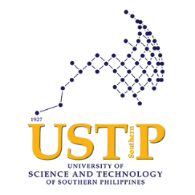 1927
USTP
Southern
UNIVERSITY OF
SCIENCE AND TECHNOLOGY
OF SOUTHERN PHILIPPINES